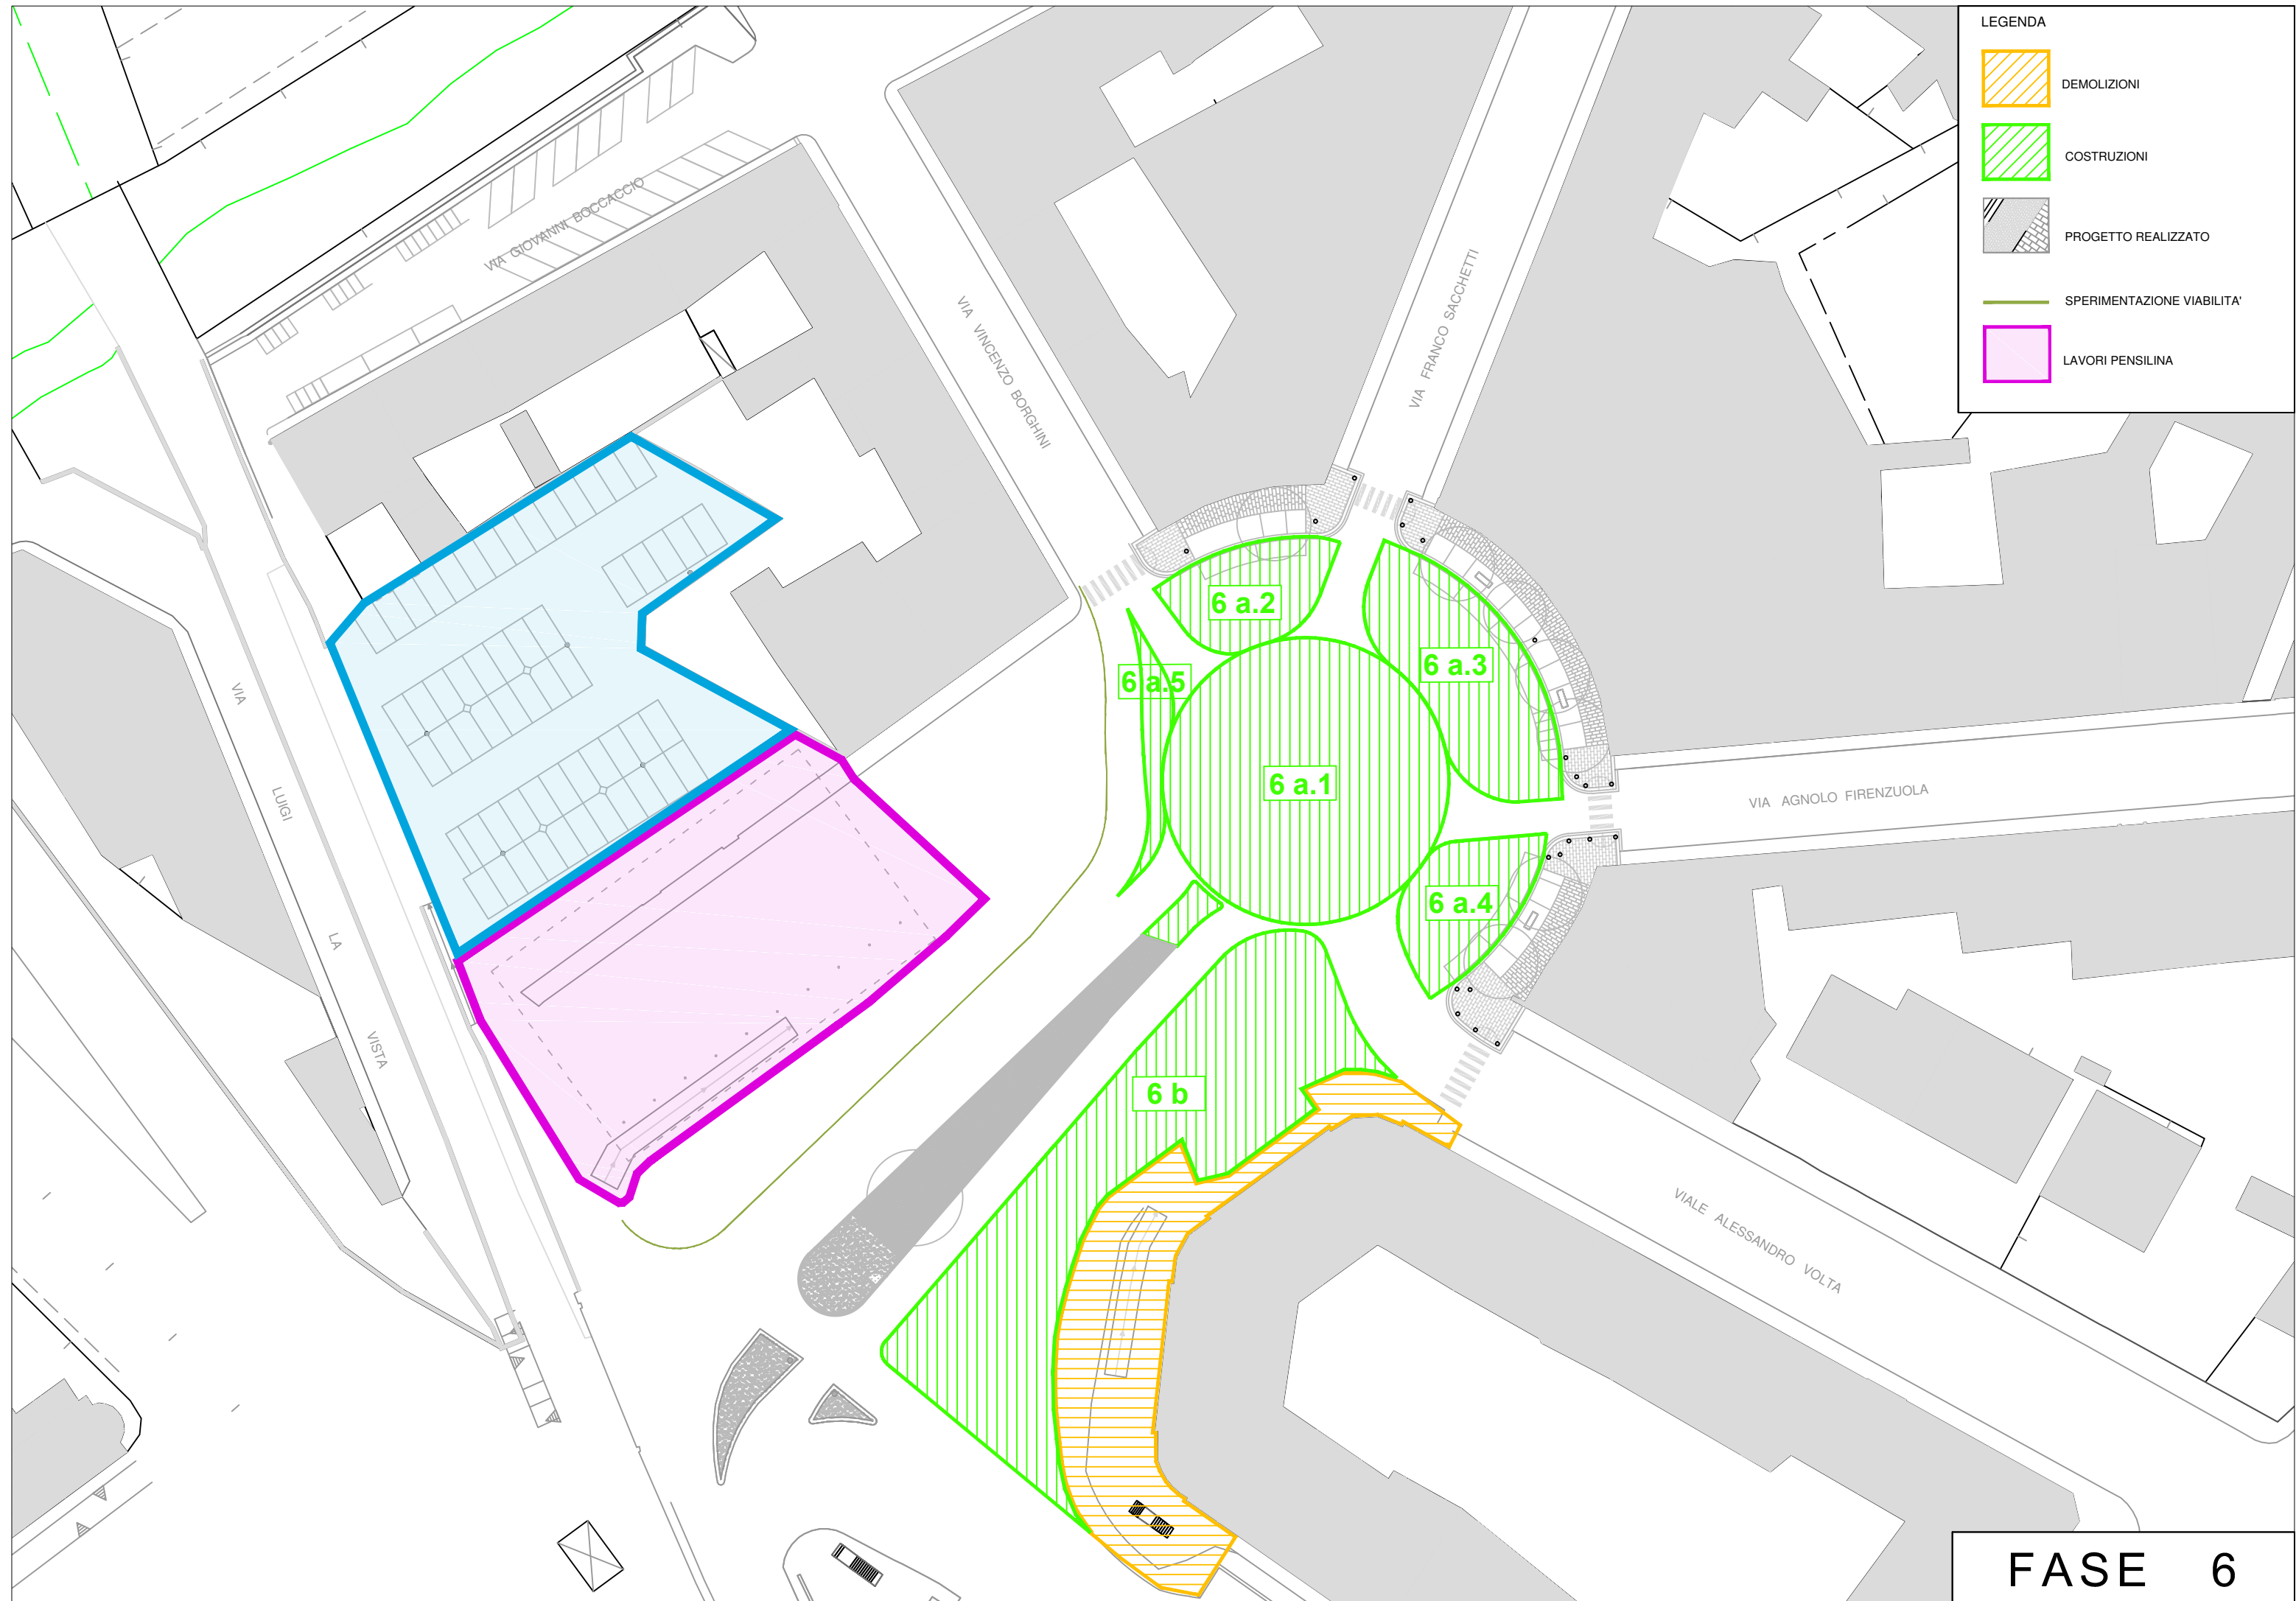 LEGENDA
DEMOLIZIONI
COSTRUZIONI
PROGETTO REALIZZATO
SPERIMENTAZIONE VIABILITA'
LAVORI PENSILINA
VIA GIOVANNI BOCCACCIO
VIA VINCENZO BORGHINI
VIA FRANCO SACCHETTI
6 a.2
6 a.3
6 a.5
6 a.1
VIA AGNOLO FIRENZUOLA
6 a.4
VIA LUIGI LA VISTA
6 b
VIALE ALESSANDRO VOLTA
FASE 6